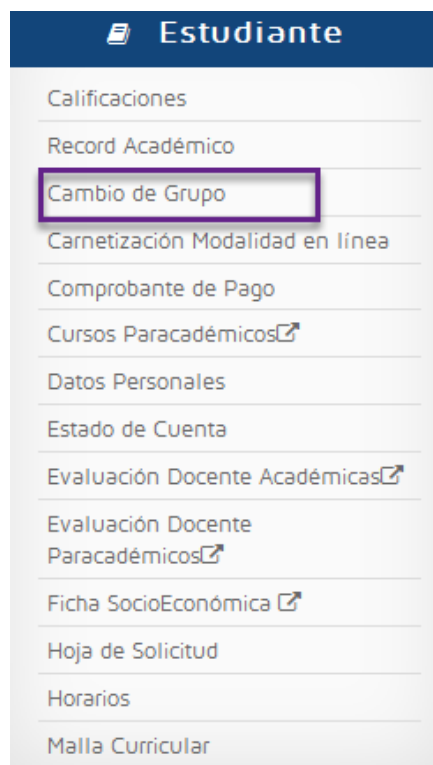 Estudiante
Calificaciones
Record Académico
Cambio de Grupo
Carnetización Modalidad en línea
Comprobante de Pago
Cursos Paracadémicos
Datos Personales
Estado de Cuenta
Evaluación Docente Académicas
Evaluación Docente
Paracadémicos
Ficha SocioEconómica
Hoja de Solicitud
Horarios
Malla Curricular